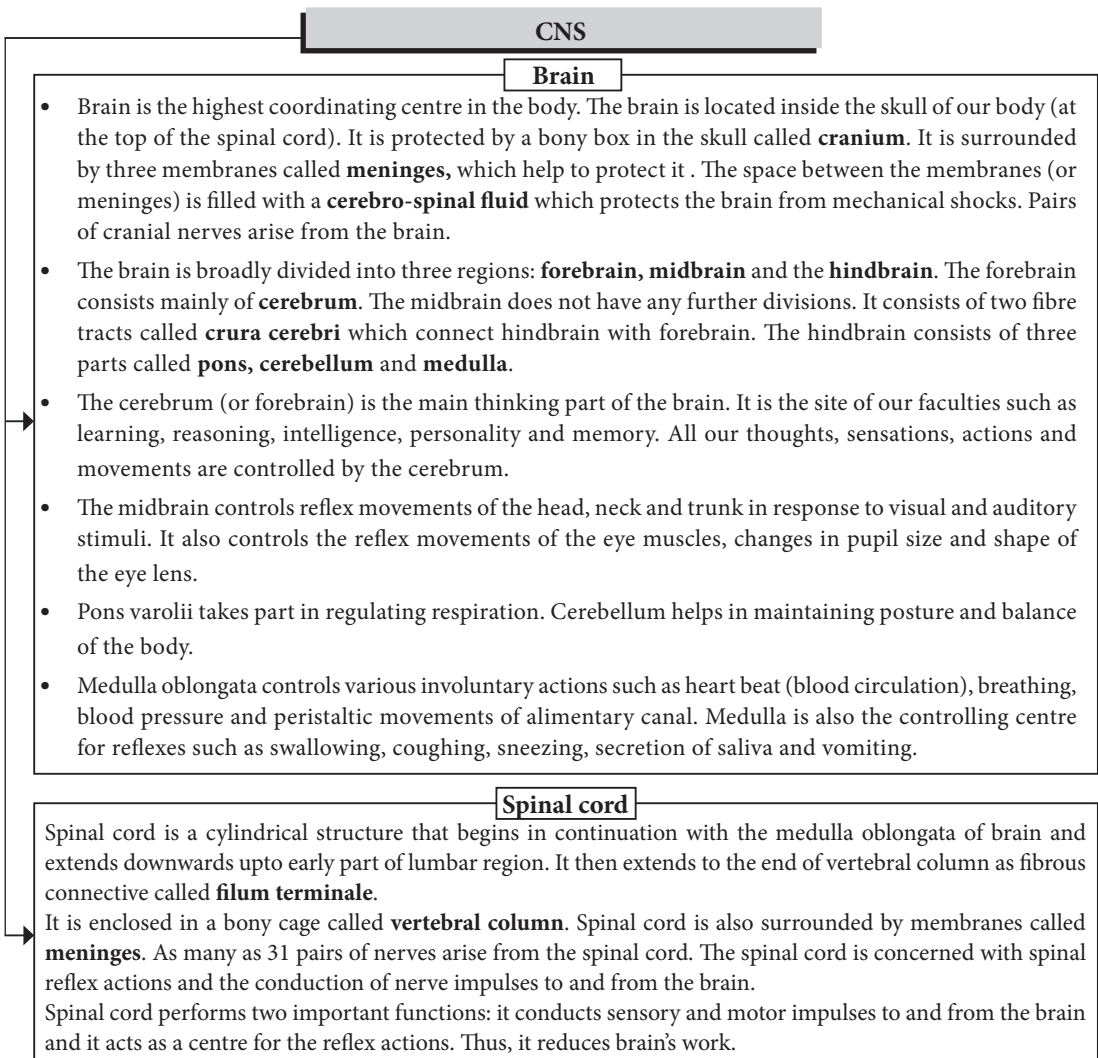 CNS
Brain
• Brain is the highest coordinating centre in the body. The brain is located inside the skull of our body (at
the top of the spinal cord). It is protected by a bony box in the skull called cranium. It is surrounded
by three membranes called meninges, which help to protect it . The space between the membranes (or
meninges) is filled with a cerebro-spinal fluid which protects the brain from mechanical shocks. Pairs
of cranial nerves arise from the brain.
• The brain is broadly divided into three regions: forebrain, midbrain and the hindbrain. The forebrain
consists mainly of cerebrum. The midbrain does not have any further divisions. It consists of two fibre
tracts called crura cerebri which connect hindbrain with forebrain. The hindbrain consists of three
parts called pons, cerebellum and medulla.
• The cerebrum (or forebrain) is the main thinking part of the brain. It is the site of our faculties such as
learning, reasoning, intelligence, personality and memory. All our thoughts, sensations, actions and
movements are controlled by the cerebrum.
• The midbrain controls reflex movements of the head, neck and trunk in response to visual and auditory
stimuli. It also controls the reflex movements of the eye muscles, changes in pupil size and shape of
the eye lens.
• Pons varolii takes part in regulating respiration. Cerebellum helps in maintaining posture and balance
of the body.
• Medulla oblongata controls various involuntary actions such as heart beat (blood circulation), breathing,
blood pressure and peristaltic movements of alimentary canal. Medulla is also the controlling centre
for reflexes such as swallowing, coughing, sneezing, secretion of saliva and vomiting.
Spinal cord
Spinal cord is a cylindrical structure that begins in continuation with the medulla oblongata of brain and
extends downwards upto early part of lumbar region. It then extends to the end of vertebral column as fibrous
connective called filum terminale.
It is enclosed in a bony cage called vertebral column. Spinal cord is also surrounded by membranes called
meninges. As many as 31 pairs of nerves arise from the spinal cord. The spinal cord is concerned with spinal
reflex actions and the conduction of nerve impulses to and from the brain.
Spinal cord performs two important functions: it conducts sensory and motor impulses to and from the brain
and it acts as a centre for the reflex actions. Thus, it reduces brain's work.